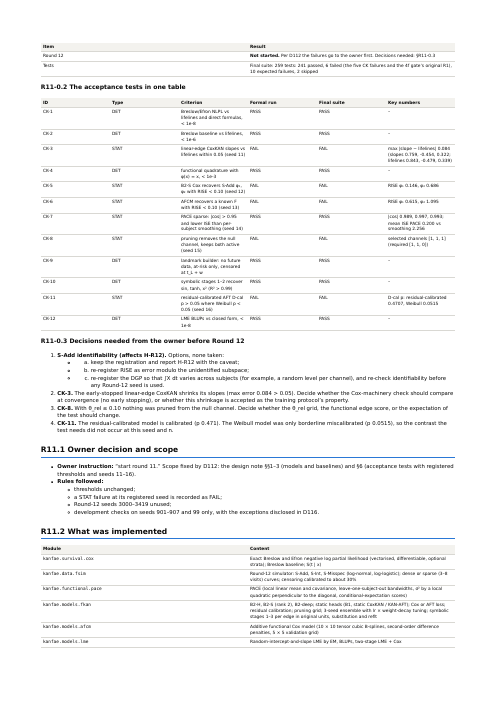 Item Result
Round 12 Not started. Per D112 the failures go to the owner first. Decisions needed: §R11-0.3
Tests Final suite: 259 tests: 241 passed, 6 failed (the five CK failures and the 4f gate's original R1),
10 expected failures, 2 skipped
R11-0.2 The acceptance tests in one table
ID Type Criterion Formal run Final suite Key numbers
CK-1 DET Breslow/Efron NLPL vs PASS PASS –
lifelines and direct formulas,
< 1e-8
CK-2 DET Breslow baseline vs lifelines, PASS PASS –
< 1e-6
CK-3 STAT linear-edge CoxKAN slopes vs FAIL FAIL max |slope − lifelines| 0.084
lifelines within 0.05 (seed 11) (slopes 0.759, -0.454, 0.322;
lifelines 0.843, -0.479, 0.339)
CK-4 DET functional quadrature with PASS PASS –
φ(x) = x, < 1e-3
CK-5 STAT B2-S Cox recovers S-Add φ₁, FAIL FAIL RISE φ₁ 0.146, φ₂ 0.686
φ₂ with RISE < 0.10 (seed 12)
CK-6 STAT AFCM recovers a known F FAIL FAIL RISE φ₁ 0.615, φ₂ 1.095
with RISE < 0.10 (seed 13)
CK-7 STAT PACE sparse: |cos| > 0.95 PASS PASS |cos| 0.989, 0.997, 0.993;
and lower ISE than per- mean ISE PACE 0.200 vs
subject smoothing (seed 14) smoothing 2.256
CK-8 STAT pruning removes the null FAIL FAIL selected channels [1, 1, 1]
channel, keeps both active (required [1, 1, 0])
(seed 15)
CK-9 DET landmark builder: no future PASS PASS –
data, at-risk only, censored
at t_L + w
CK-10 DET symbolic stages 1–2 recover PASS PASS –
sin, tanh, u² (R² > 0.99)
CK-11 STAT residual-calibrated AFT D-cal FAIL FAIL D-cal p: residual-calibrated
p > 0.05 where Weibull p < 0.4707, Weibull 0.0515
0.05 (seed 16)
CK-12 DET LME BLUPs vs closed form, < PASS PASS –
1e-8
R11-0.3 Decisions needed from the owner before Round 12
1. S-Add identifiability (affects H-R12). Options, none taken:
a. keep the registration and report H-R12 with the caveat;
b. re-register RISE as error modulo the unidentified subspace;
c. re-register the DGP so that ∫X dt varies across subjects (for example, a random level per channel), and re-check identifiability before
any Round-12 seed is used.
2. CK-3. The early-stopped linear-edge CoxKAN shrinks its slopes (max error 0.084 > 0.05). Decide whether the Cox-machinery check should compare
at convergence (no early stopping), or whether this shrinkage is accepted as the training protocol's property.
3. CK-8. With θ_rel ≤ 0.10 nothing was pruned from the null channel. Decide whether the θ_rel grid, the functional edge score, or the expectation of
the test should change.
4. CK-11. The residual-calibrated model is calibrated (p 0.471). The Weibull model was only borderline miscalibrated (p 0.0515), so the contrast the
test needs did not occur at this seed and n.
R11.1 Owner decision and scope
Owner instruction: "start round 11." Scope fixed by D112: the design note §§1–3 (models and baselines) and §6 (acceptance tests with registered
thresholds and seeds 11–16).
Rules followed:
thresholds unchanged;
a STAT failure at its registered seed is recorded as FAIL;
Round-12 seeds 3000–3419 unused;
development checks on seeds 901–907 and 99 only, with the exceptions disclosed in D116.
R11.2 What was implemented
Module Content
kanfae.survival.cox Exact Breslow and Efron negative log partial likelihood (vectorised, differentiable, optional
strata); Breslow baseline; S(t | x)
kanfae.data.fsim Round-12 simulator: S-Add, S-Int, S-Misspec (log-normal, log-logistic); dense or sparse (3–8
visits) curves; censoring calibrated to about 30%
kanfae.functional.pace PACE (local linear mean and covariance, leave-one-subject-out bandwidths, σ² by a local
quadratic perpendicular to the diagonal, conditional-expectation scores)
kanfae.models.fkan B2-H, B2-S (rank 2), B2-deep; static heads (B1, static CoxKAN / KAN-AFT), Cox or AFT loss;
residual calibration; pruning grid; 3-seed ensemble with F × weight-decay tuning; symbolic
stages 1–3 per edge in original units, substitution and refit
kanfae.models.afcm Additive functional Cox model (10 × 10 tensor cubic B-splines, second-order difference
penalties, 5 × 5 validation grid)
kanfae.models.lme Random-intercept-and-slope LME by EM, BLUPs, two-stage LME + Cox